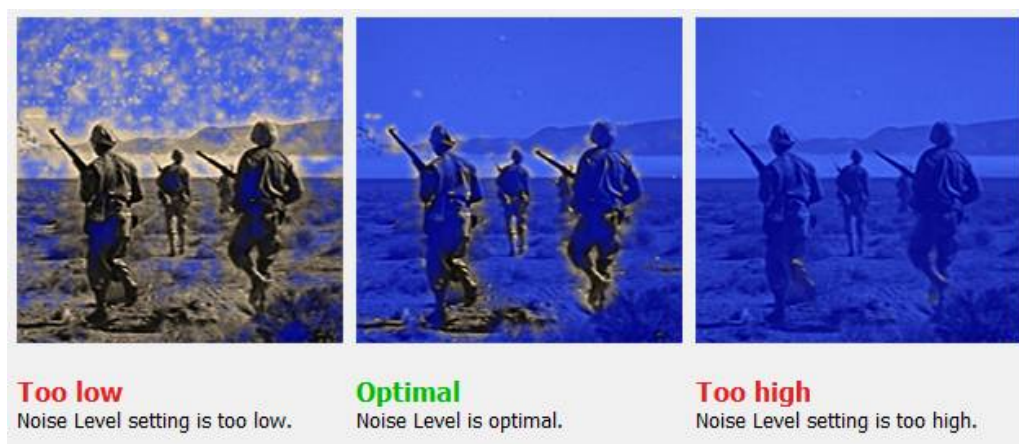 Too low
Noise Level setting is too low.
Optimal
Noise Level is optimal.
Too high
Noise Level setting is too high.